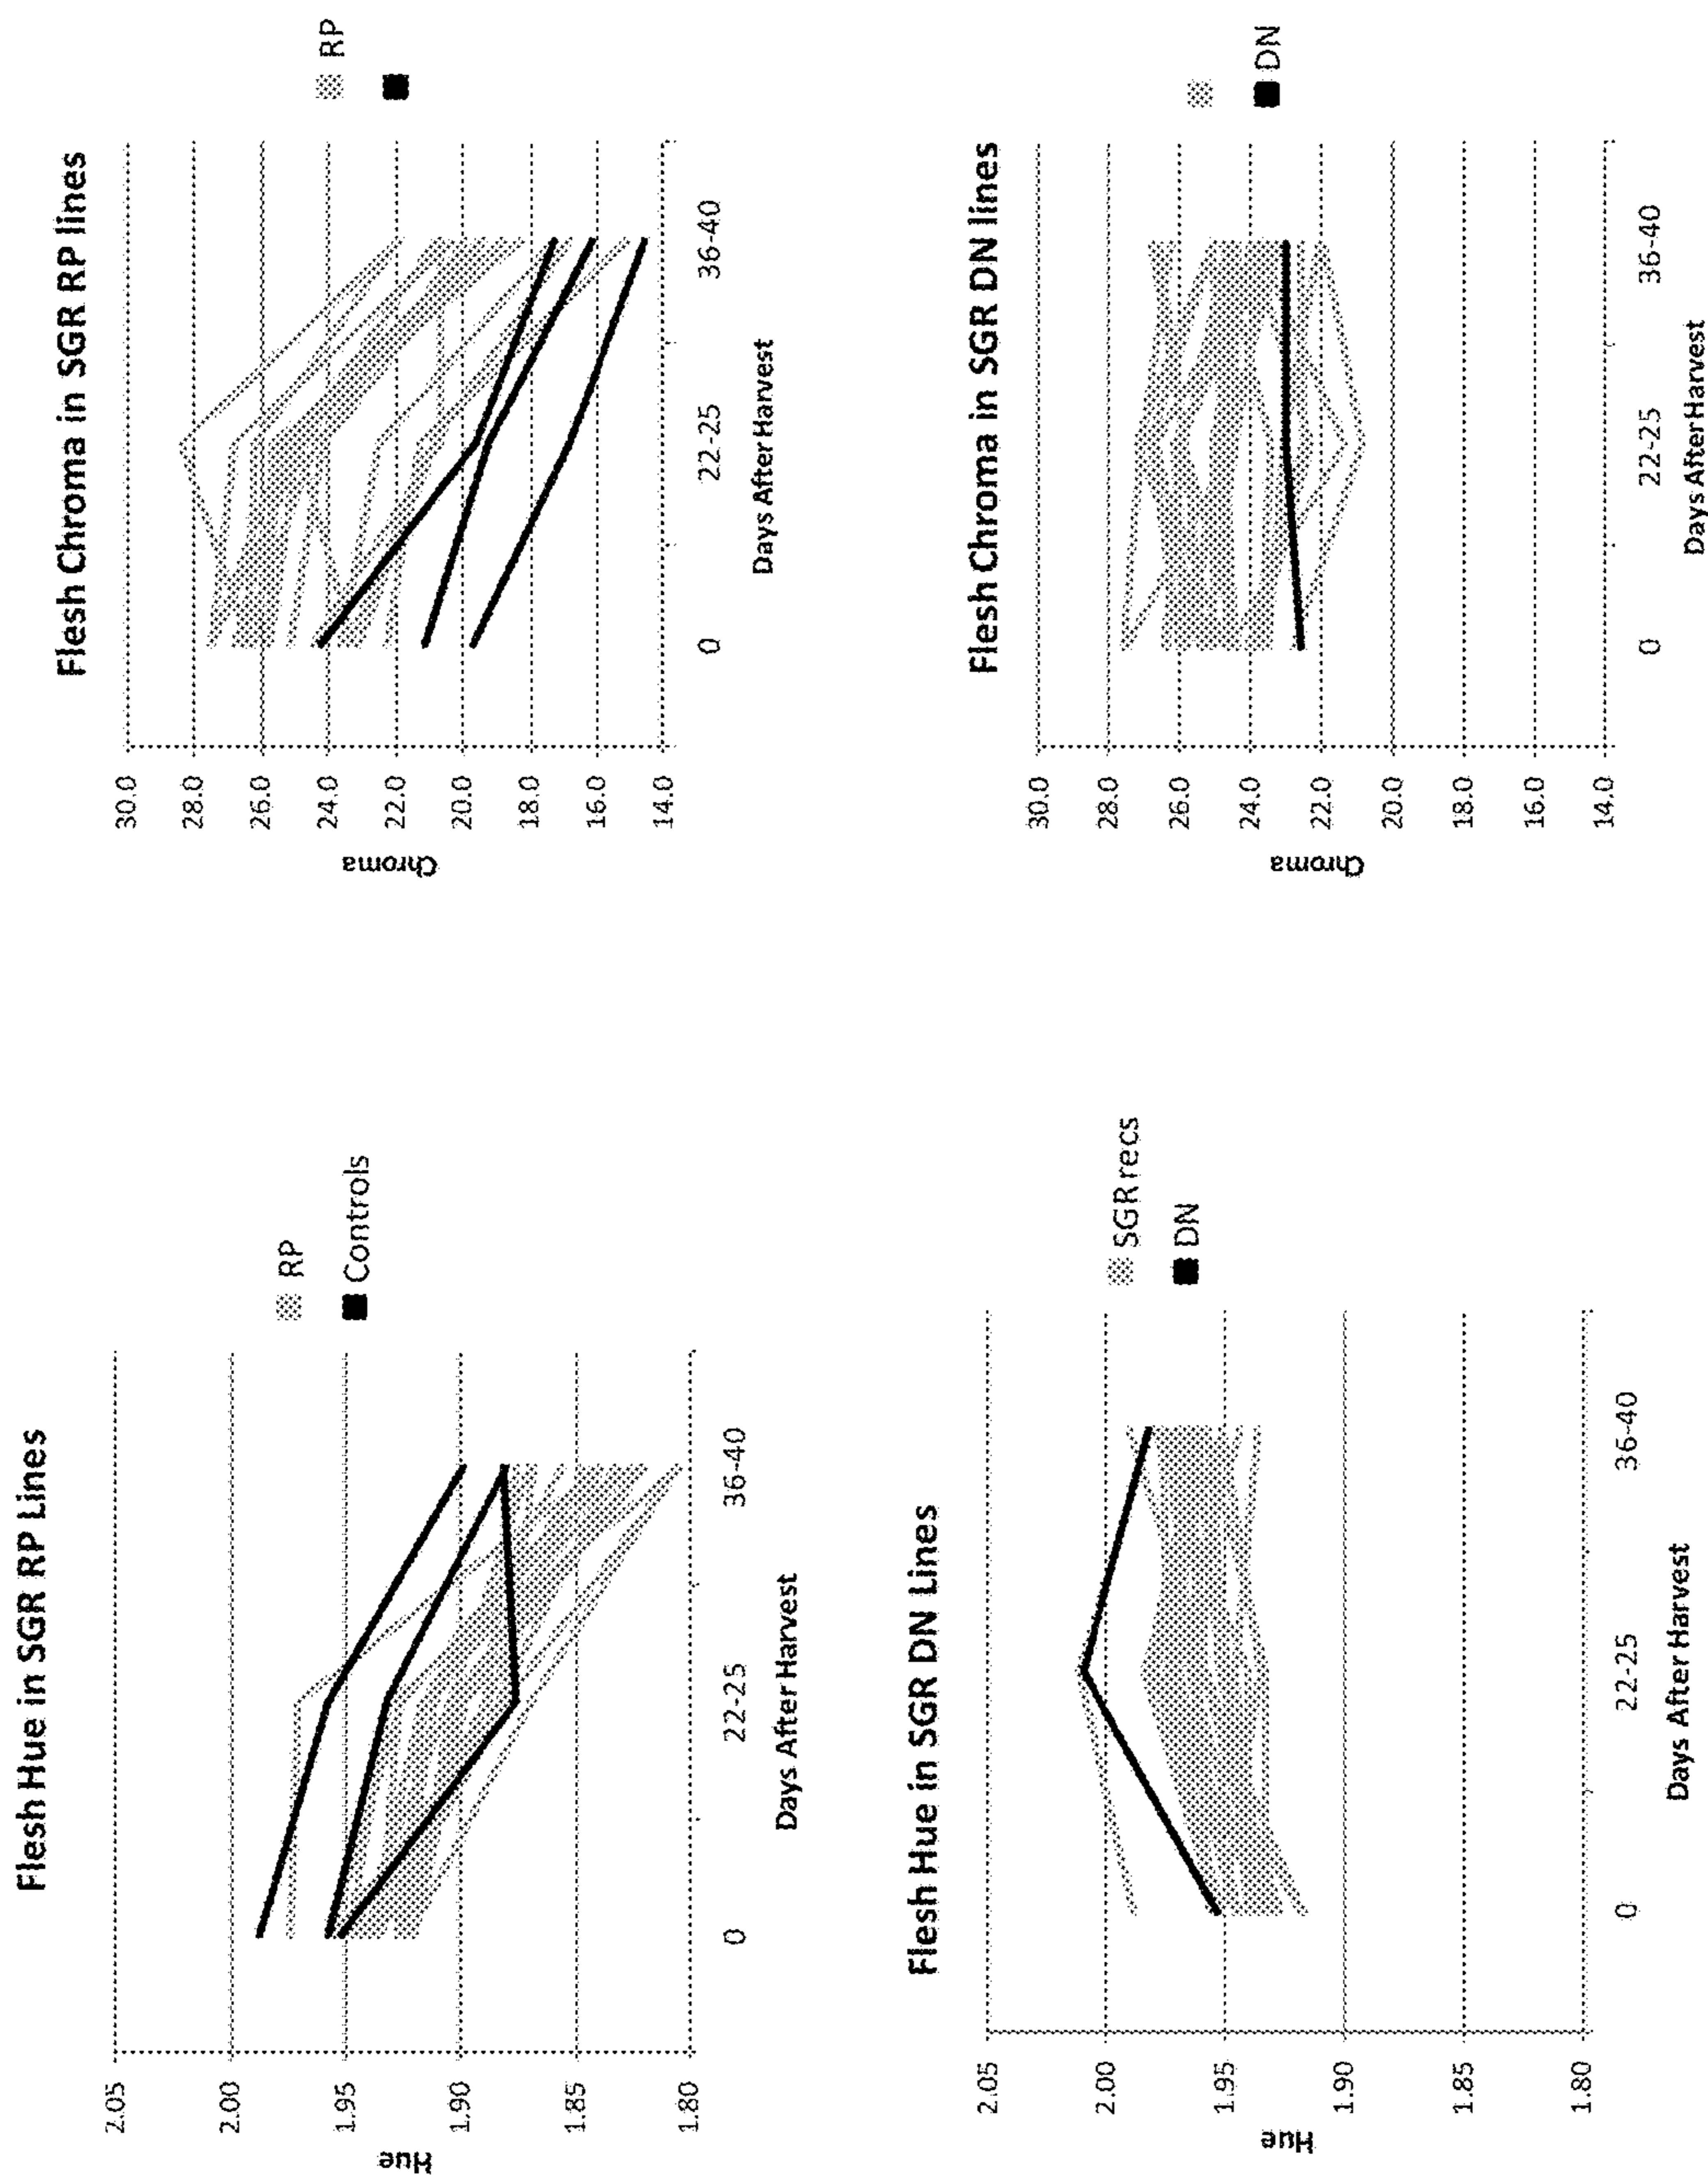 Flesh Hue in SGR RP Lines
Hue
2.05
2.00
1.95
1.90
1.85
1.80
0
22-25
36-40
Days After Harvest
RP
Controls
Flesh Chroma in SGR RP lines
Chroma
30.0
28.0
26.0
24.0
22.0
20.0
18.0
16.0
14.0
0
22-25
36-40
Days After Harvest
RP
Flesh Hue in SGR DN Lines
Hue
2.05
2.00
1.95
1.90
1.85
1.80
0
22-25
36-40
Days After Harvest
SGR recs
DN
Flesh Chroma in SGR DN lines
Chroma
30.0
28.0
26.0
24.0
22.0
20.0
18.0
16.0
14.0
0
22-25
36-40
Days After Harvest
DN